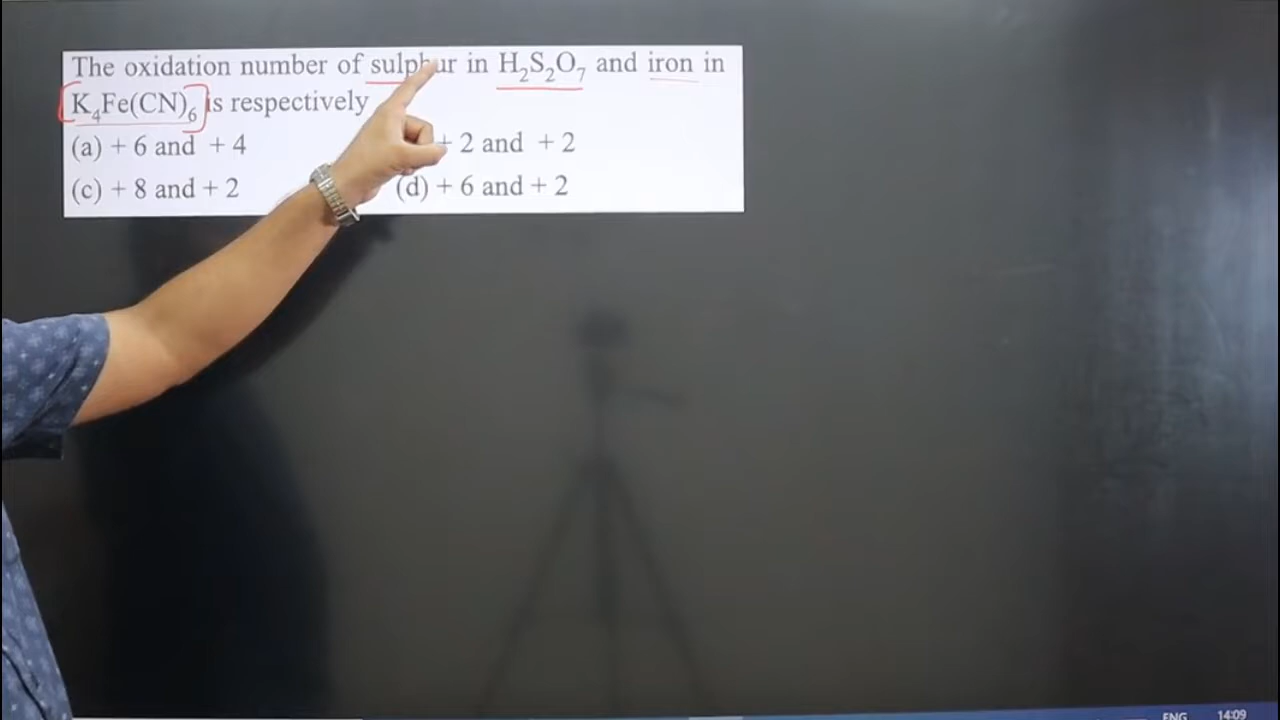 The oxidation number of sulphur in H₂S₂O₇ and iron in
K₄Fe(CN)₆ is respectively
(a) + 6 and + 4
+ 2 and + 2
(c) + 8 and + 2
(d) + 6 and + 2
ENG 14:09